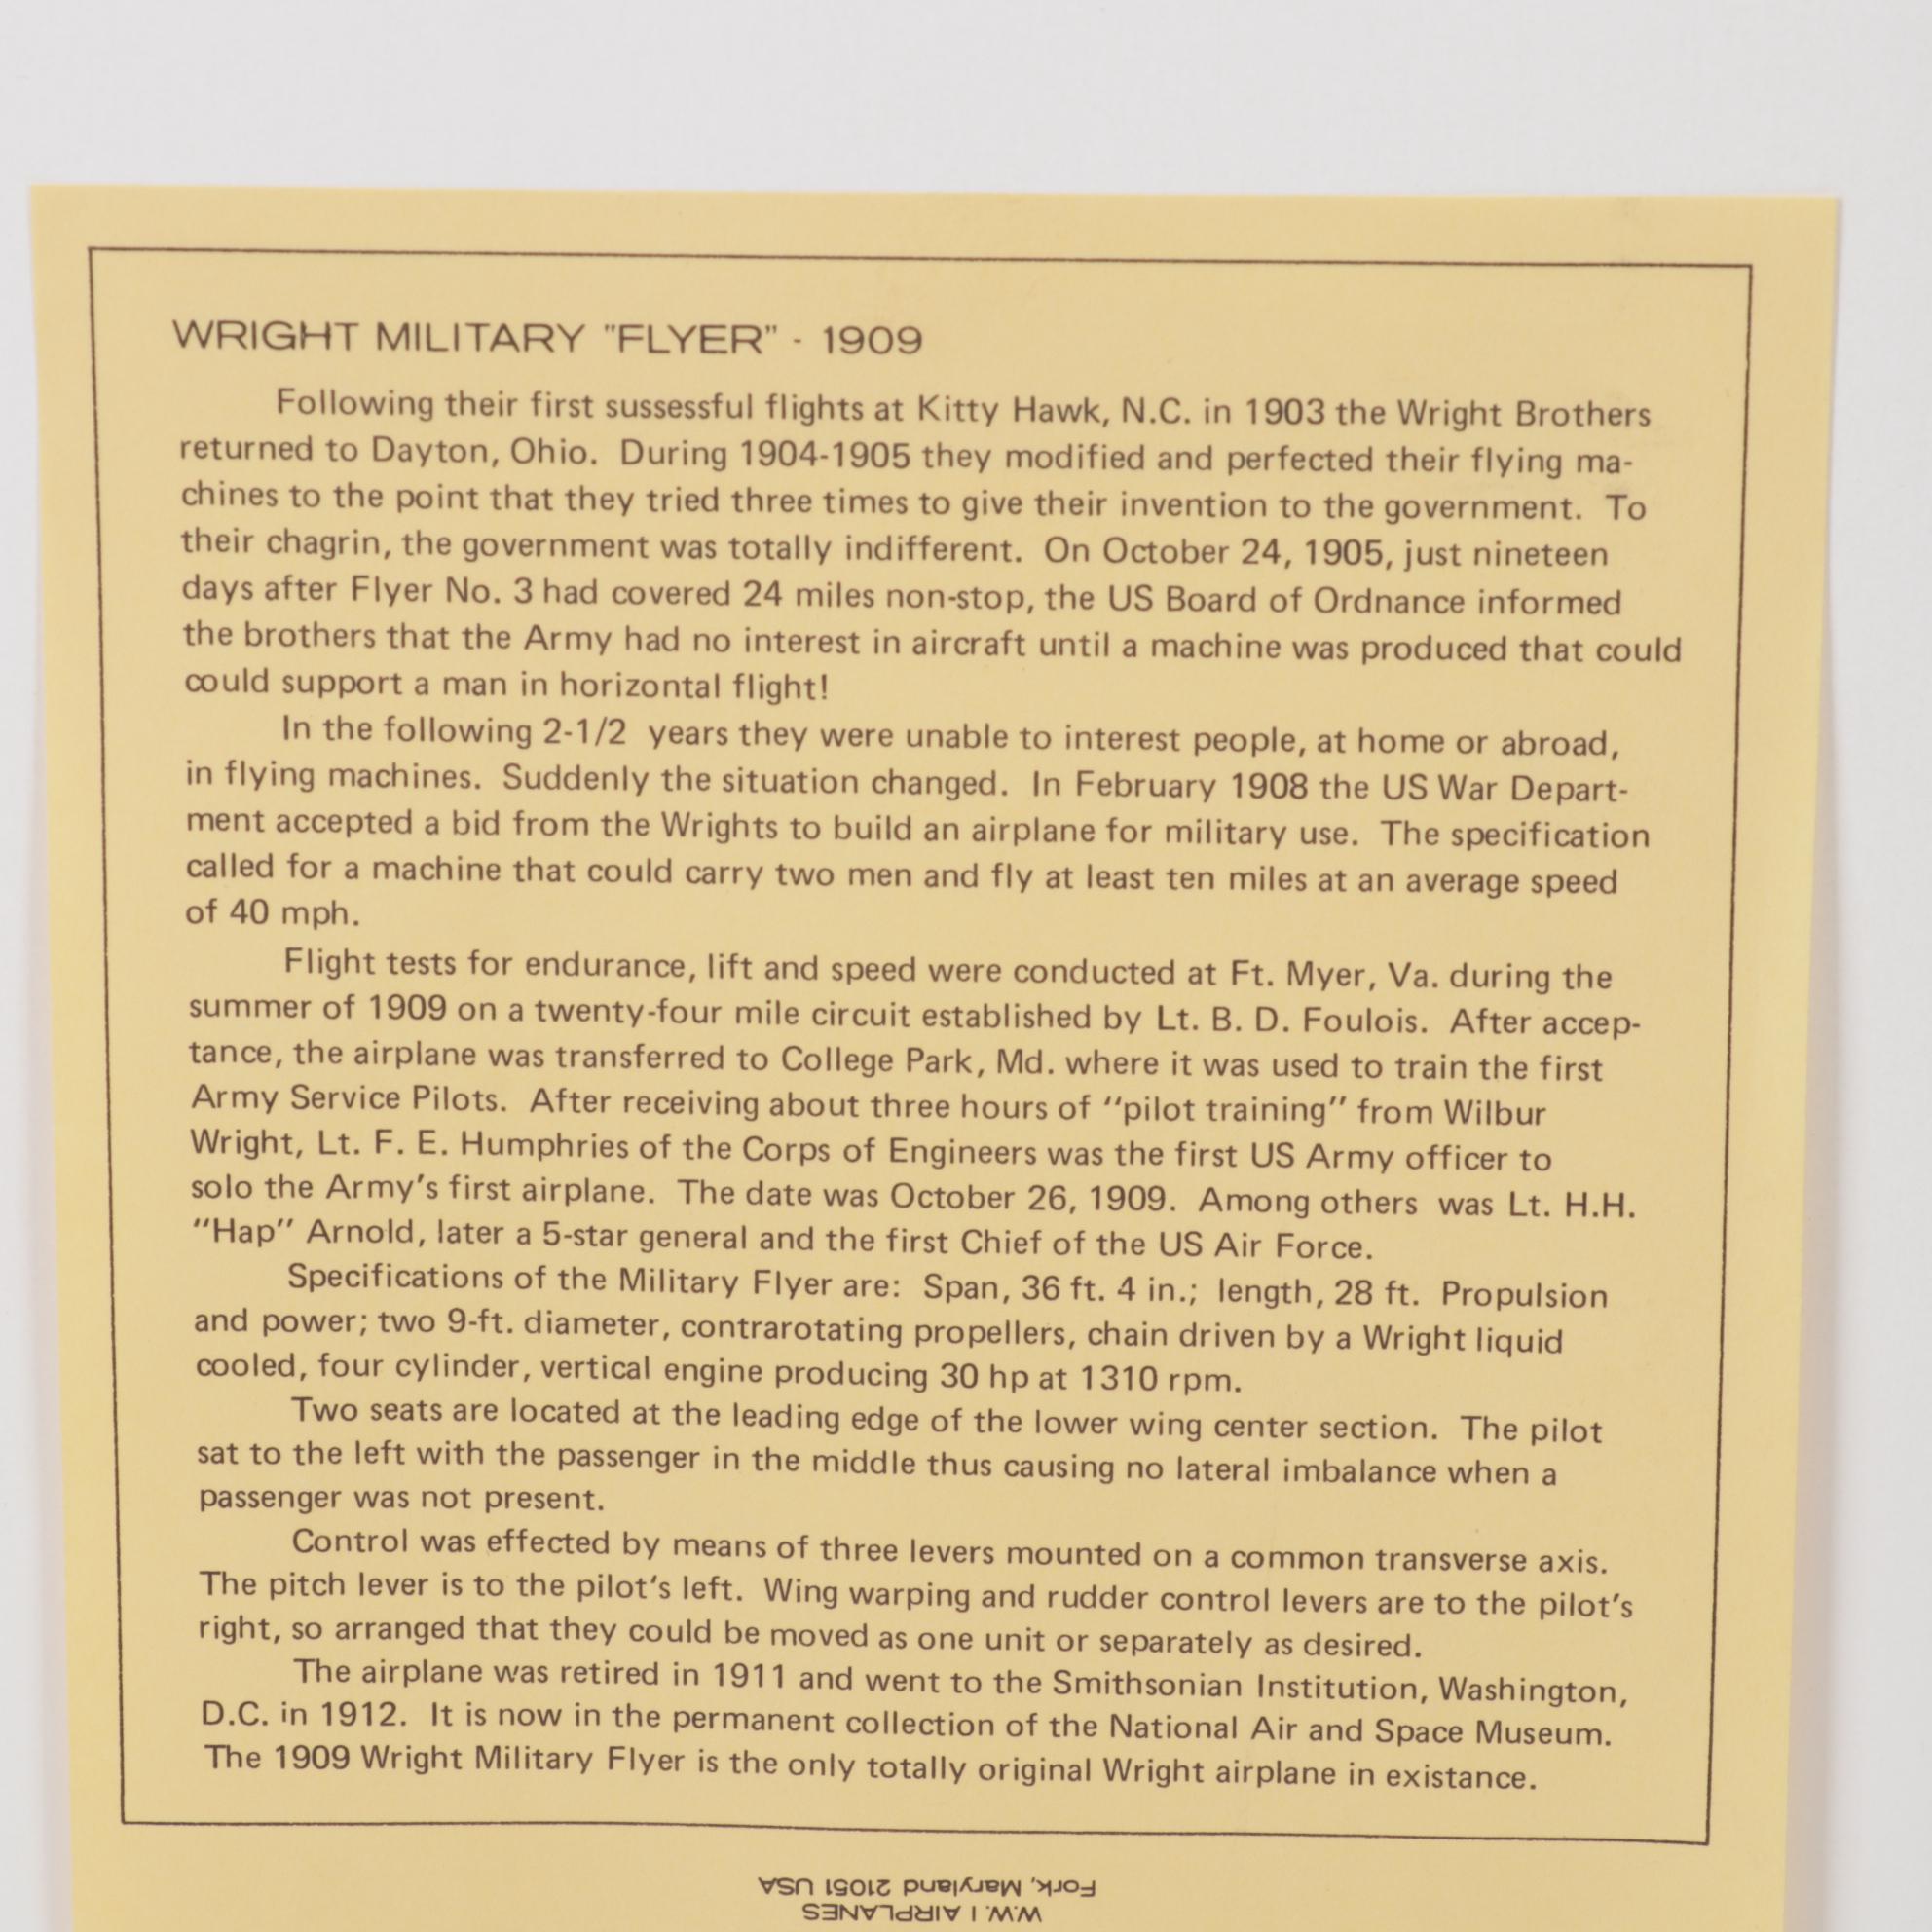 WRIGHT MILITARY "FLYER" - 1909
Following their first sussessful flights at Kitty Hawk, N.C. in 1903 the Wright Brothers
returned to Dayton, Ohio. During 1904-1905 they modified and perfected their flying ma-
chines to the point that they tried three times to give their invention to the government. To
their chagrin, the government was totally indifferent. On October 24, 1905, just nineteen
days after Flyer No. 3 had covered 24 miles non-stop, the US Board of Ordnance informed
the brothers that the Army had no interest in aircraft until a machine was produced that could
could support a man in horizontal flight!
In the following 2-1/2 years they were unable to interest people, at home or abroad,
in flying machines. Suddenly the situation changed. In February 1908 the US War Depart-
ment accepted a bid from the Wrights to build an airplane for military use. The specification
called for a machine that could carry two men and fly at least ten miles at an average speed
of 40 mph.
Flight tests for endurance, lift and speed were conducted at Ft. Myer, Va. during the
summer of 1909 on a twenty-four mile circuit established by Lt. B. D. Foulois. After accep-
tance, the airplane was transferred to College Park, Md. where it was used to train the first
Army Service Pilots. After receiving about three hours of "pilot training" from Wilbur
Wright, Lt. F. E. Humphries of the Corps of Engineers was the first US Army officer to
solo the Army's first airplane. The date was October 26, 1909. Among others was Lt. H.H.
"Hap" Arnold, later a 5-star general and the first Chief of the US Air Force.
Specifications of the Military Flyer are: Span, 36 ft. 4 in.; length, 28 ft. Propulsion
and power; two 9-ft. diameter, contrarotating propellers, chain driven by a Wright liquid
cooled, four cylinder, vertical engine producing 30 hp at 1310 rpm.
Two seats are located at the leading edge of the lower wing center section. The pilot
sat to the left with the passenger in the middle thus causing no lateral imbalance when a
passenger was not present.
Control was effected by means of three levers mounted on a common transverse axis.
The pitch lever is to the pilot's left. Wing warping and rudder control levers are to the pilot's
right, so arranged that they could be moved as one unit or separately as desired.
The airplane was retired in 1911 and went to the Smithsonian Institution, Washington,
D.C. in 1912. It is now in the permanent collection of the National Air and Space Museum.
The 1909 Wright Military Flyer is the only totally original Wright airplane in existance.
W.W. I AIRPLANES
Fork, Maryland 21051 USA